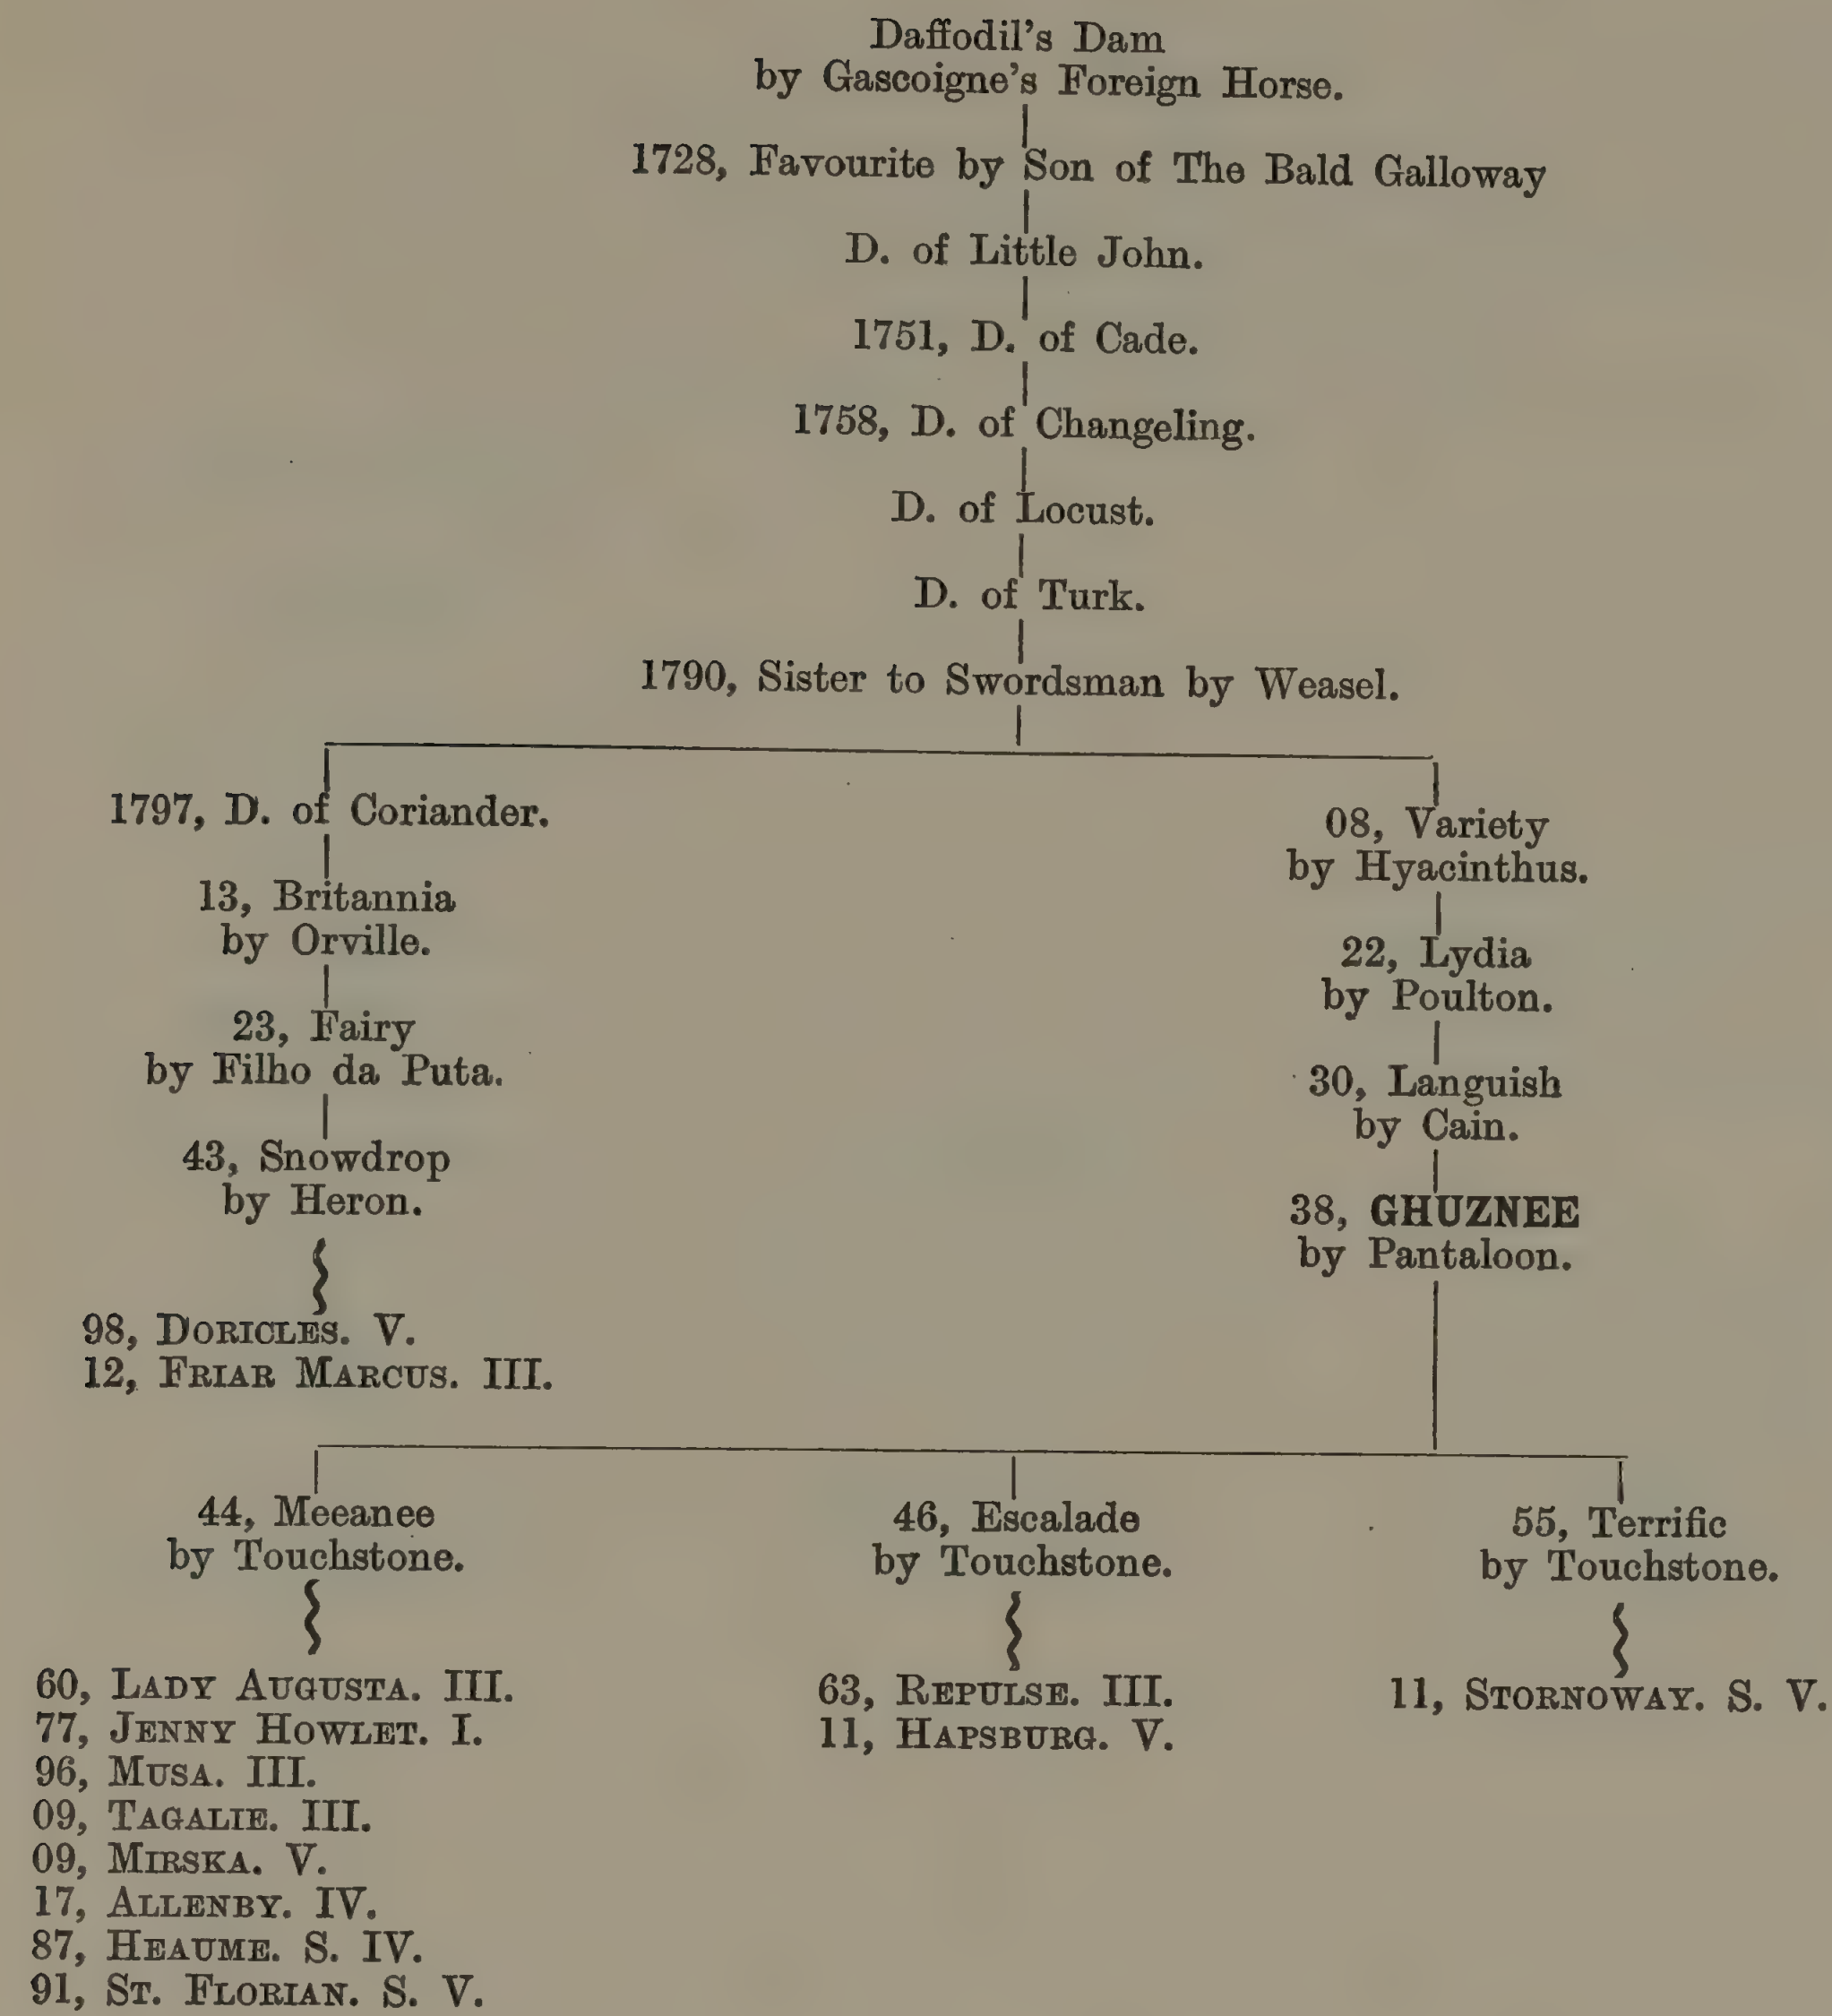 Daffodil's Dam
by Gascoigne's Foreign Horse.
1728, Favourite by Son of The Bald Galloway
D. of Little John.
1751, D. of Cade.
1758, D. of Changeling.
D. of Locust.
D. of Turk.
1790, Sister to Swordsman by Weasel.
1797, D. of Coriander.
13, Britannia
by Orville.
23, Fairy
by Filho da Puta.
43, Snowdrop
by Heron.
98, DORICLES. V.
12, FRIAR MARCUS. III.
08, Variety
by Hyacinthus.
22, Lydia
by Poulton.
30, Languish
by Cain.
38, GHUZNEE
by Pantaloon.
44, Meeanee
by Touchstone.
60, LADY AUGUSTA. III.
77, JENNY HOWLET. I.
96, MUSA. III.
09, TAGALIE. III.
09, MIRSKA. V.
17, ALLENBY. IV.
87, HEAUME. S. IV.
91, ST. FLORIAN. S. V.
46, Escalade
by Touchstone.
63, REPULSE. III.
11, HAPSBURG. V.
55, Terrific
by Touchstone.
11, STORNOWAY. S. V.